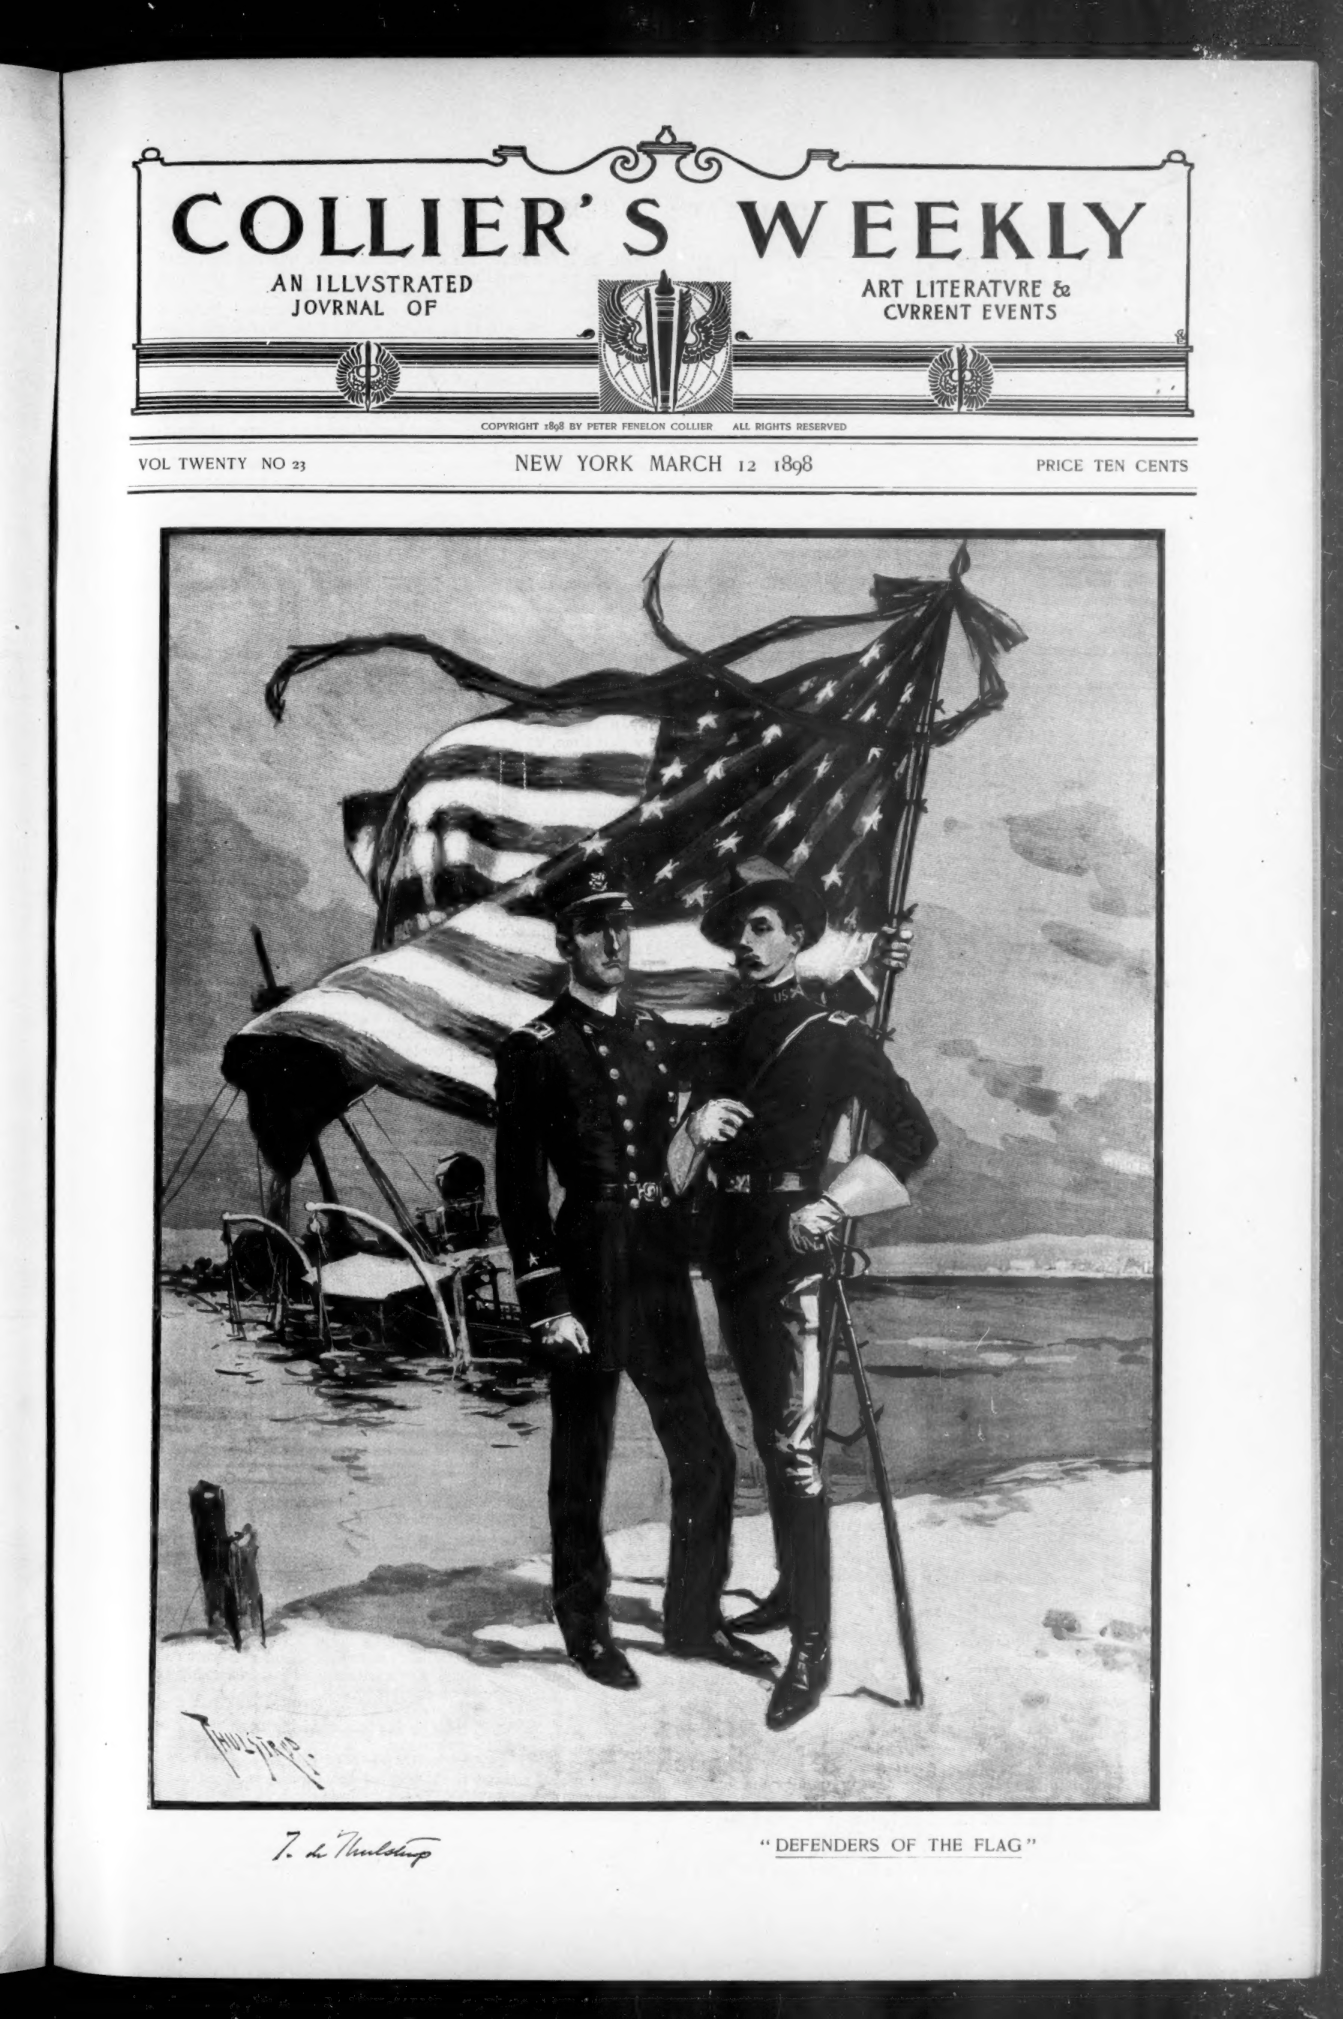 COLLIER'S WEEKLY
AN ILLVSTRATED
JOVRNAL OF
ART LITERATVRE &
CVRRENT EVENTS
COPYRIGHT 1898 BY PETER FENELON COLLIER ALL RIGHTS RESERVED
VOL TWENTY NO 23
NEW YORK MARCH 12 1898
PRICE TEN CENTS
US
THULSTRUP.
T. de Thulstrup
"DEFENDERS OF THE FLAG"